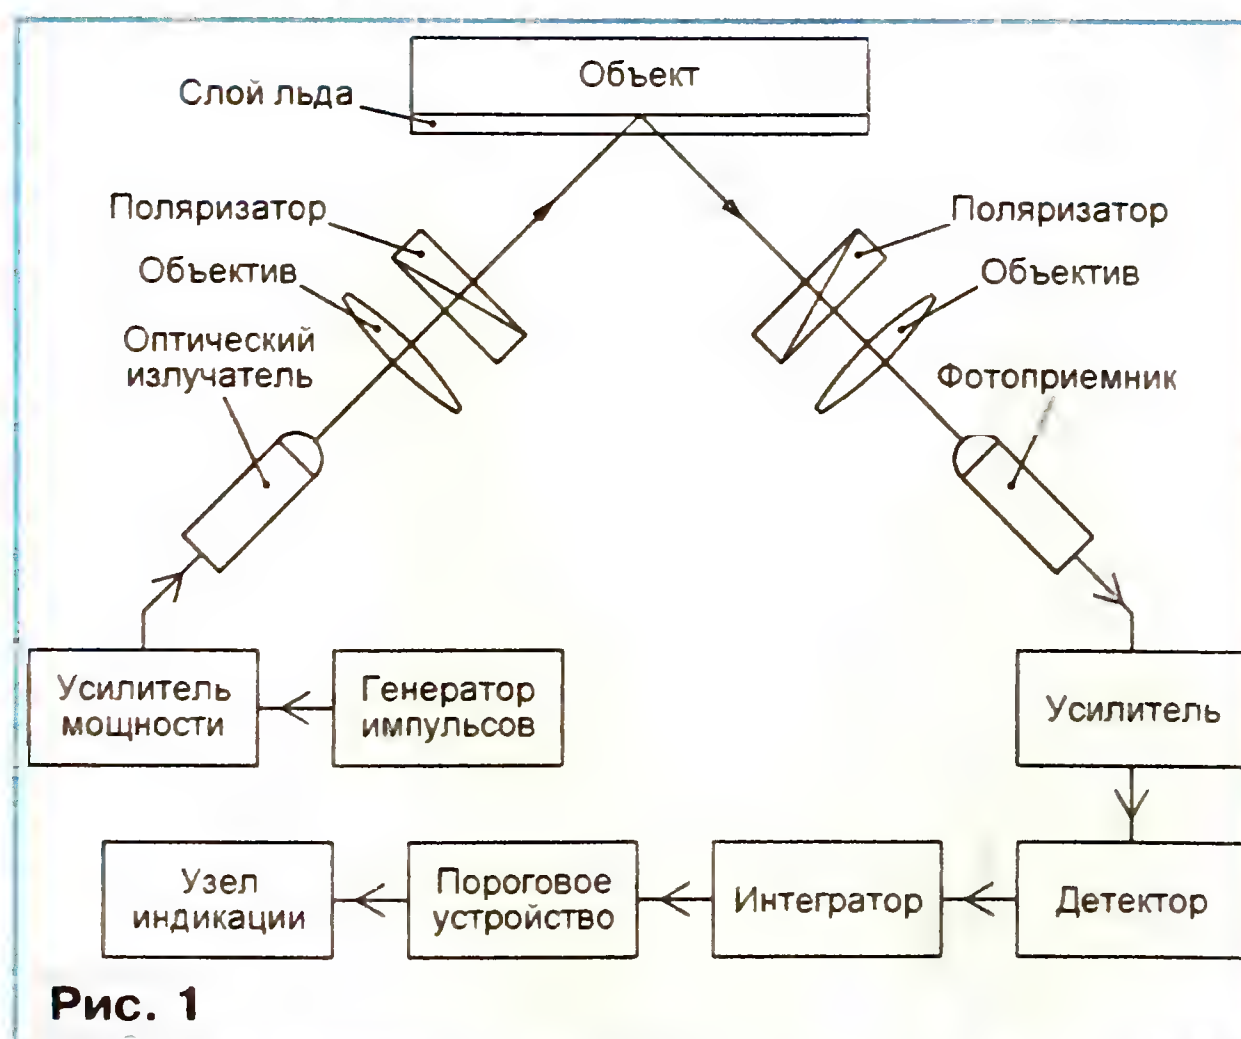 Объект
Слой льда
Поляризатор
Поляризатор
Объектив
Объектив
Оптический
излучатель
Фотоприемник
Усилитель
мощности
Генератор
импульсов
Усилитель
Узел
индикации
Пороговое
устройство
Интегратор
Детектор
Рис. 1